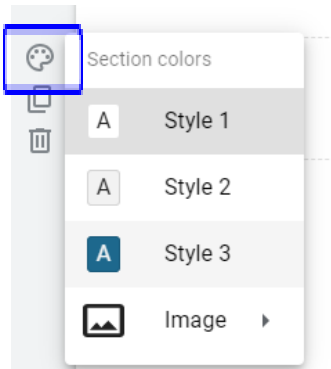 Section colors
A Style 1
A Style 2
A Style 3
Image